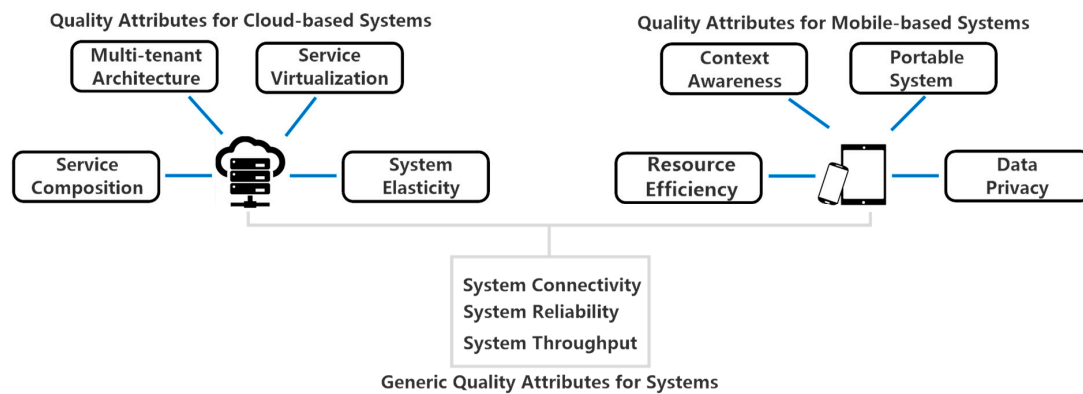 Quality Attributes for Cloud-based Systems
Multi-tenant
Architecture
Service
Virtualization
Service
Composition
System
Elasticity
Quality Attributes for Mobile-based Systems
Context
Awareness
Portable
System
Resource
Efficiency
Data
Privacy
System Connectivity
System Reliability
System Throughput
Generic Quality Attributes for Systems